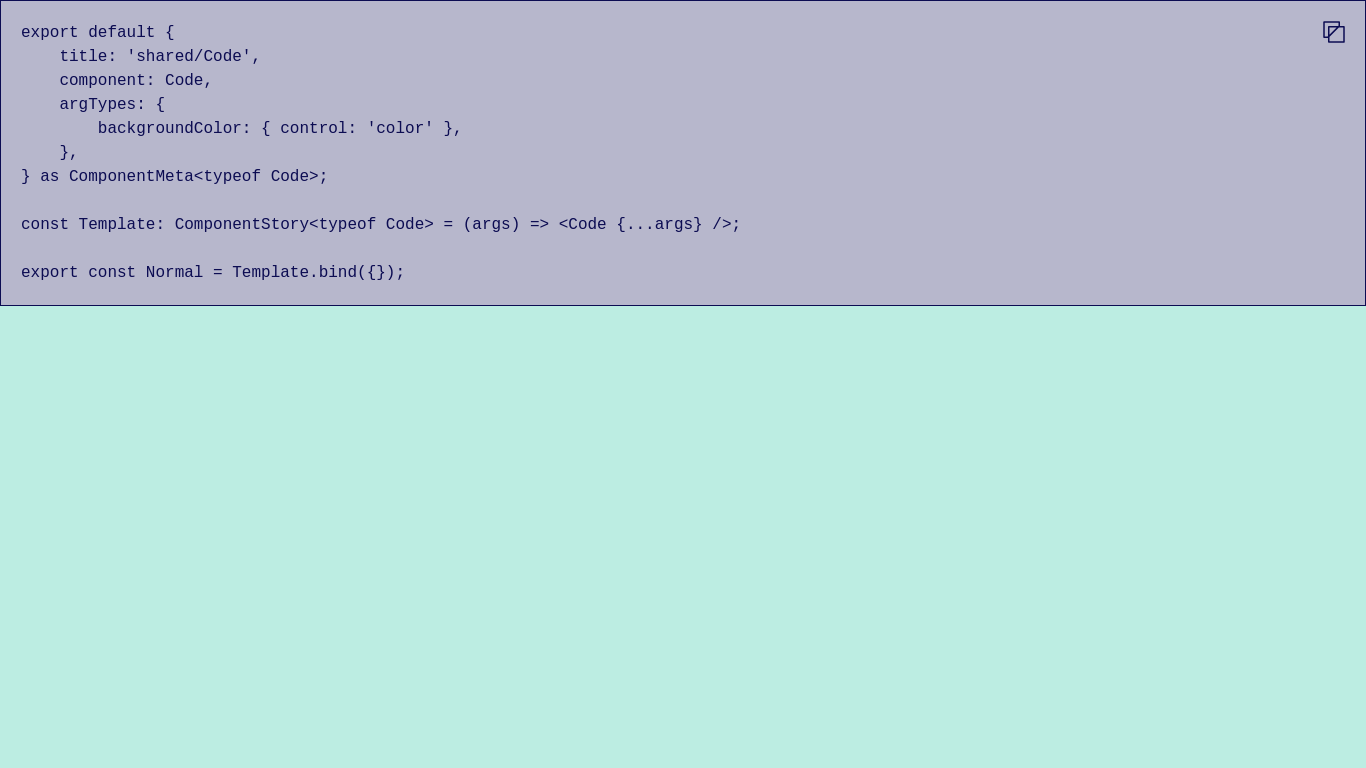 export default {
    title: 'shared/Code',
    component: Code,
    argTypes: {
        backgroundColor: { control: 'color' },
    },
} as ComponentMeta<typeof Code>;

const Template: ComponentStory<typeof Code> = (args) => <Code {...args} />;

export const Normal = Template.bind({});